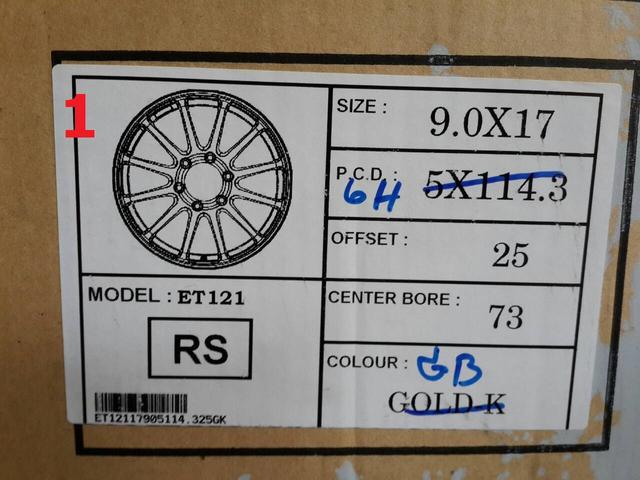 1
SIZE : 9.0X17
P.C.D. : 5X114.3
6H
OFFSET : 25
MODEL : ET121
CENTER BORE : 73
RS
COLOUR : GB
GOLD-K
ET12117905114.325GK